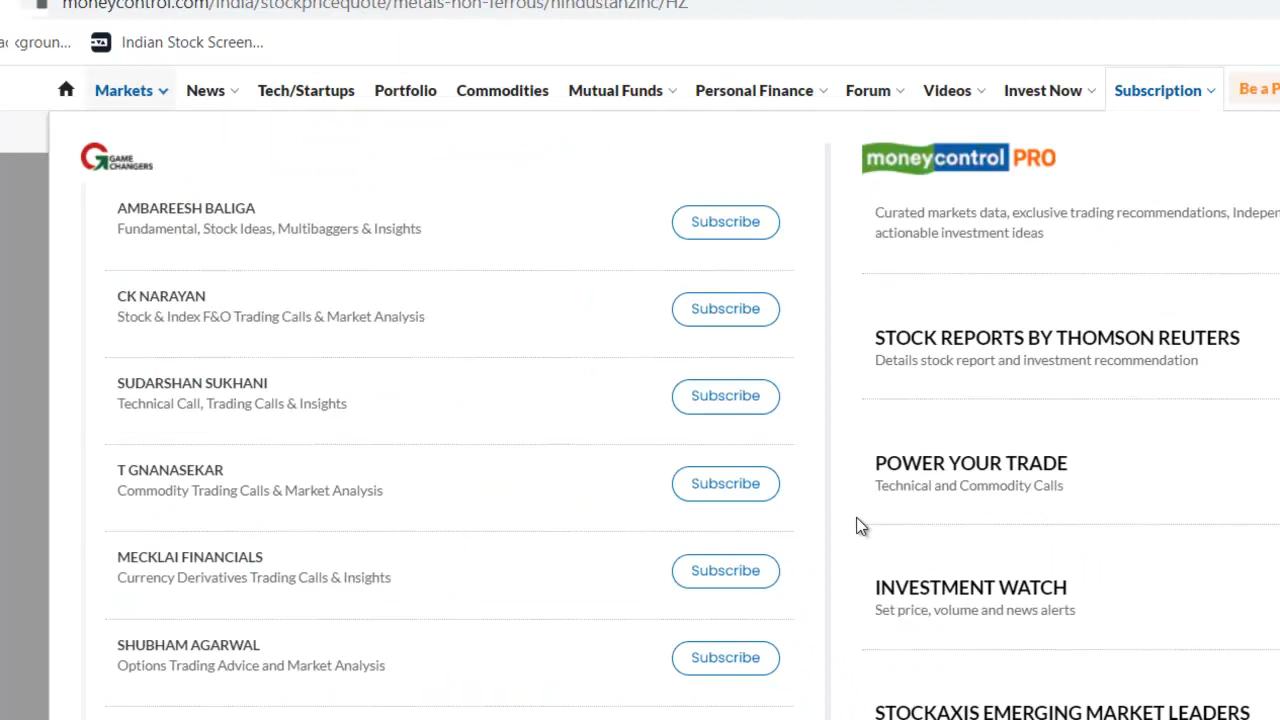 moneycontrol.com/india/stockpricequote/metals-non-ferrous/hindustanzinc/HZ
kgroun...
Indian Stock Screen...
Markets News Tech/Startups Portfolio Commodities Mutual Funds Personal Finance Forum Videos Invest Now Subscription Be a P
GAME CHANGERS
AMBAREESH BALIGA
Fundamental, Stock Ideas, Multibaggers & Insights
Subscribe
CK NARAYAN
Stock & Index F&O Trading Calls & Market Analysis
Subscribe
SUDARSHAN SUKHANI
Technical Call, Trading Calls & Insights
Subscribe
T GNANASEKAR
Commodity Trading Calls & Market Analysis
Subscribe
MECKLAI FINANCIALS
Currency Derivatives Trading Calls & Insights
Subscribe
SHUBHAM AGARWAL
Options Trading Advice and Market Analysis
Subscribe
moneycontrol PRO
Curated markets data, exclusive trading recommendations, Indepen
actionable investment ideas
STOCK REPORTS BY THOMSON REUTERS
Details stock report and investment recommendation
POWER YOUR TRADE
Technical and Commodity Calls
INVESTMENT WATCH
Set price, volume and news alerts
STOCKAXIS EMERGING MARKET LEADERS